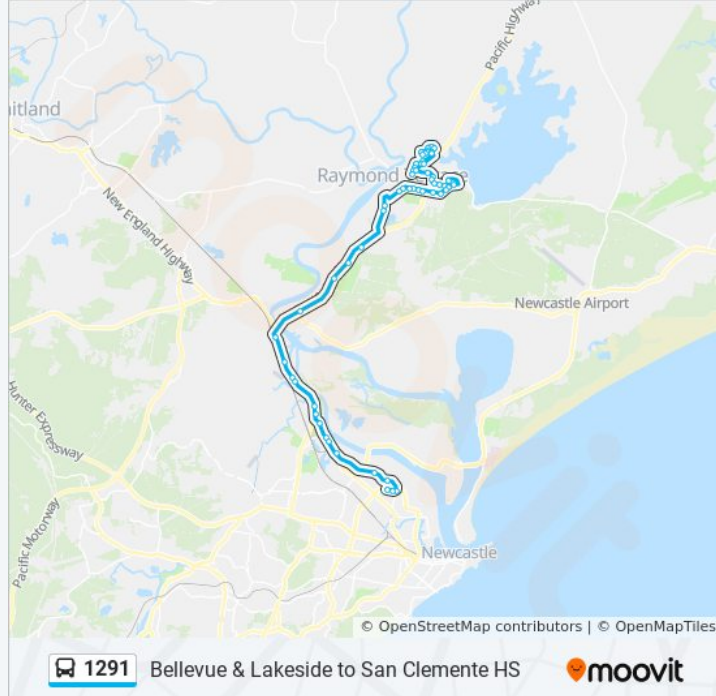 Pacific Highway
aitland
Raymond
New England Highway
Newcastle Airport
Hunter Expressway
Pacific Motorway
Newcastle
© OpenStreetMap contributors | © OpenMapTiles
1291 Bellevue & Lakeside to San Clemente HS moovit